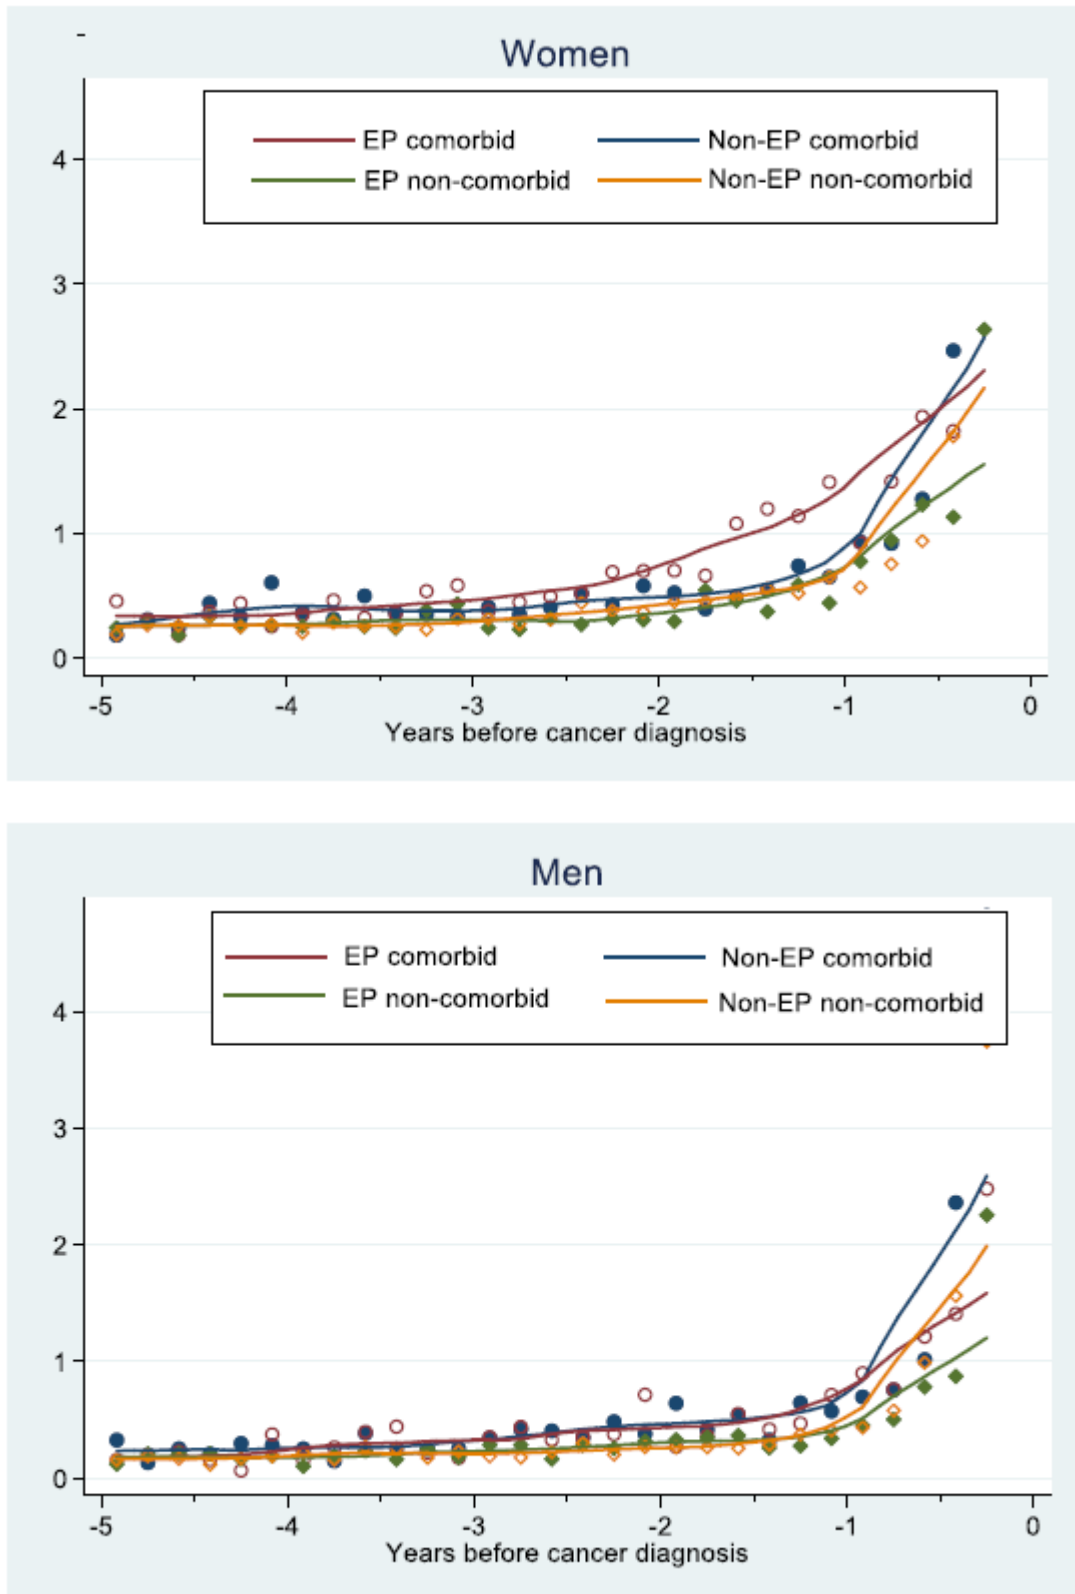 Women
EP comorbid Non-EP comorbid
EP non-comorbid Non-EP non-comorbid
4
3
2
1
0
-5 -4 -3 -2 -1 0
Years before cancer diagnosis
Men
EP comorbid Non-EP comorbid
EP non-comorbid Non-EP non-comorbid
4
3
2
1
0
-5 -4 -3 -2 -1 0
Years before cancer diagnosis